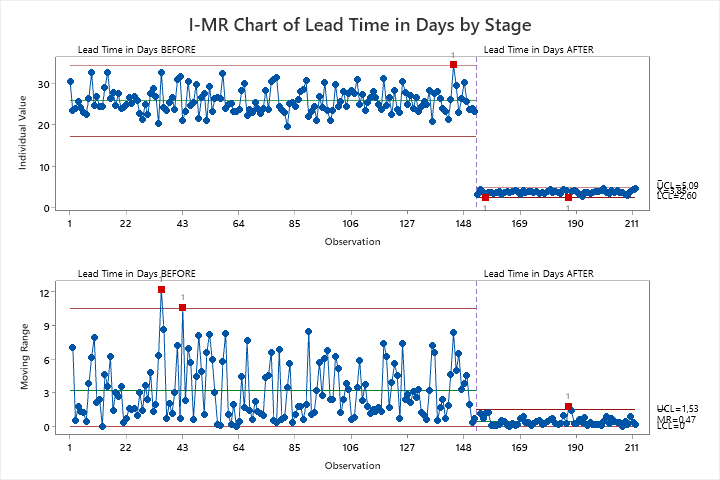 I-MR Chart of Lead Time in Days by Stage
Lead Time in Days BEFORE
Lead Time in Days AFTER
1
30
20
10
0
Individual Value
UCL=5,09
X=3,85
LCL=2,60
1
1
1
22
43
64
85
106
127
148
169
190
211
Observation
Lead Time in Days BEFORE
Lead Time in Days AFTER
1
1
1
12
9
6
3
0
Moving Range
UCL=1,53
MR=0,47
LCL=0
1
22
43
64
85
106
127
148
169
190
211
Observation